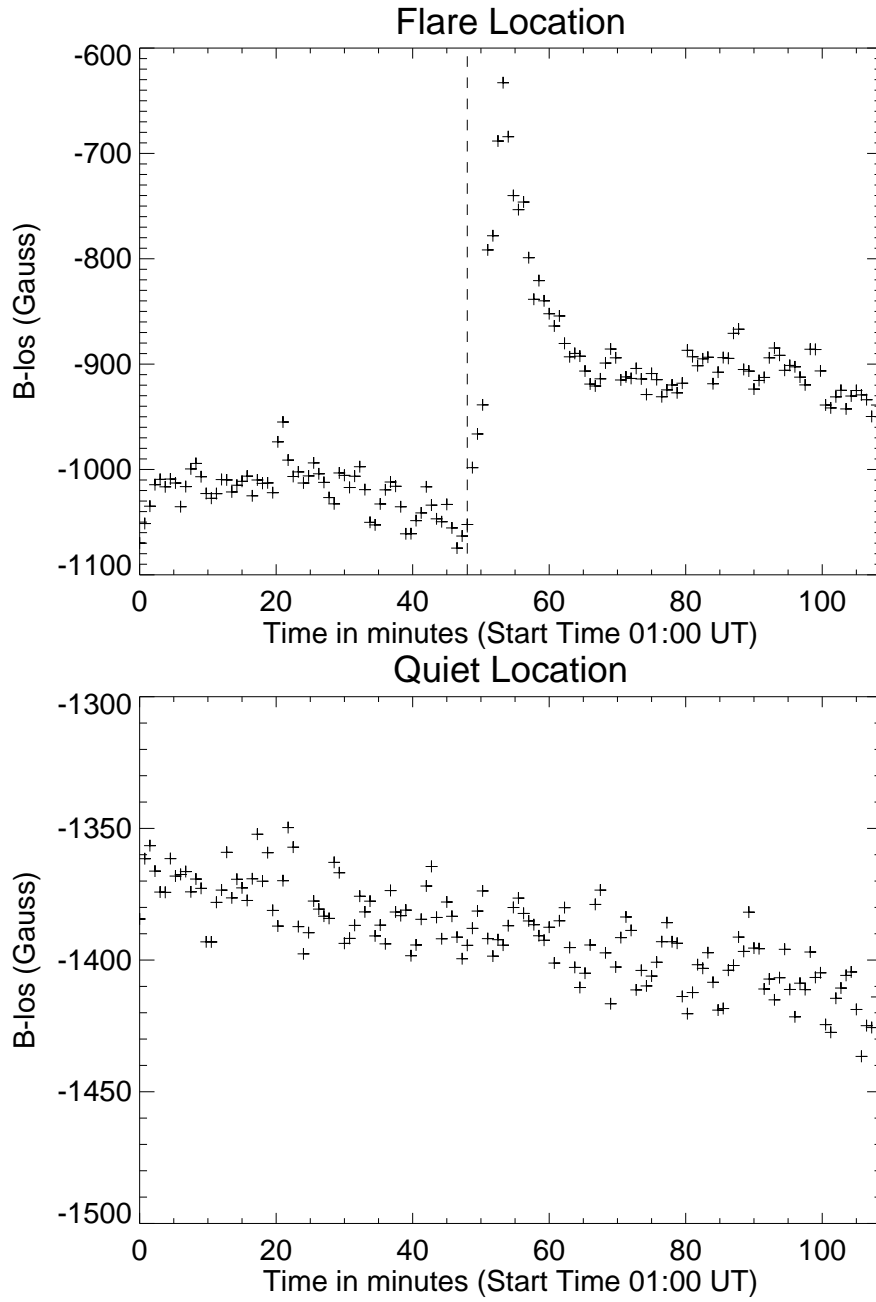 Flare Location
-600
-700
-800
-900
-1000
-1100
B-los (Gauss)
0 20 40 60 80 100
Time in minutes (Start Time 01:00 UT)
Quiet Location
-1300
-1350
-1400
-1450
-1500
B-los (Gauss)
0 20 40 60 80 100
Time in minutes (Start Time 01:00 UT)